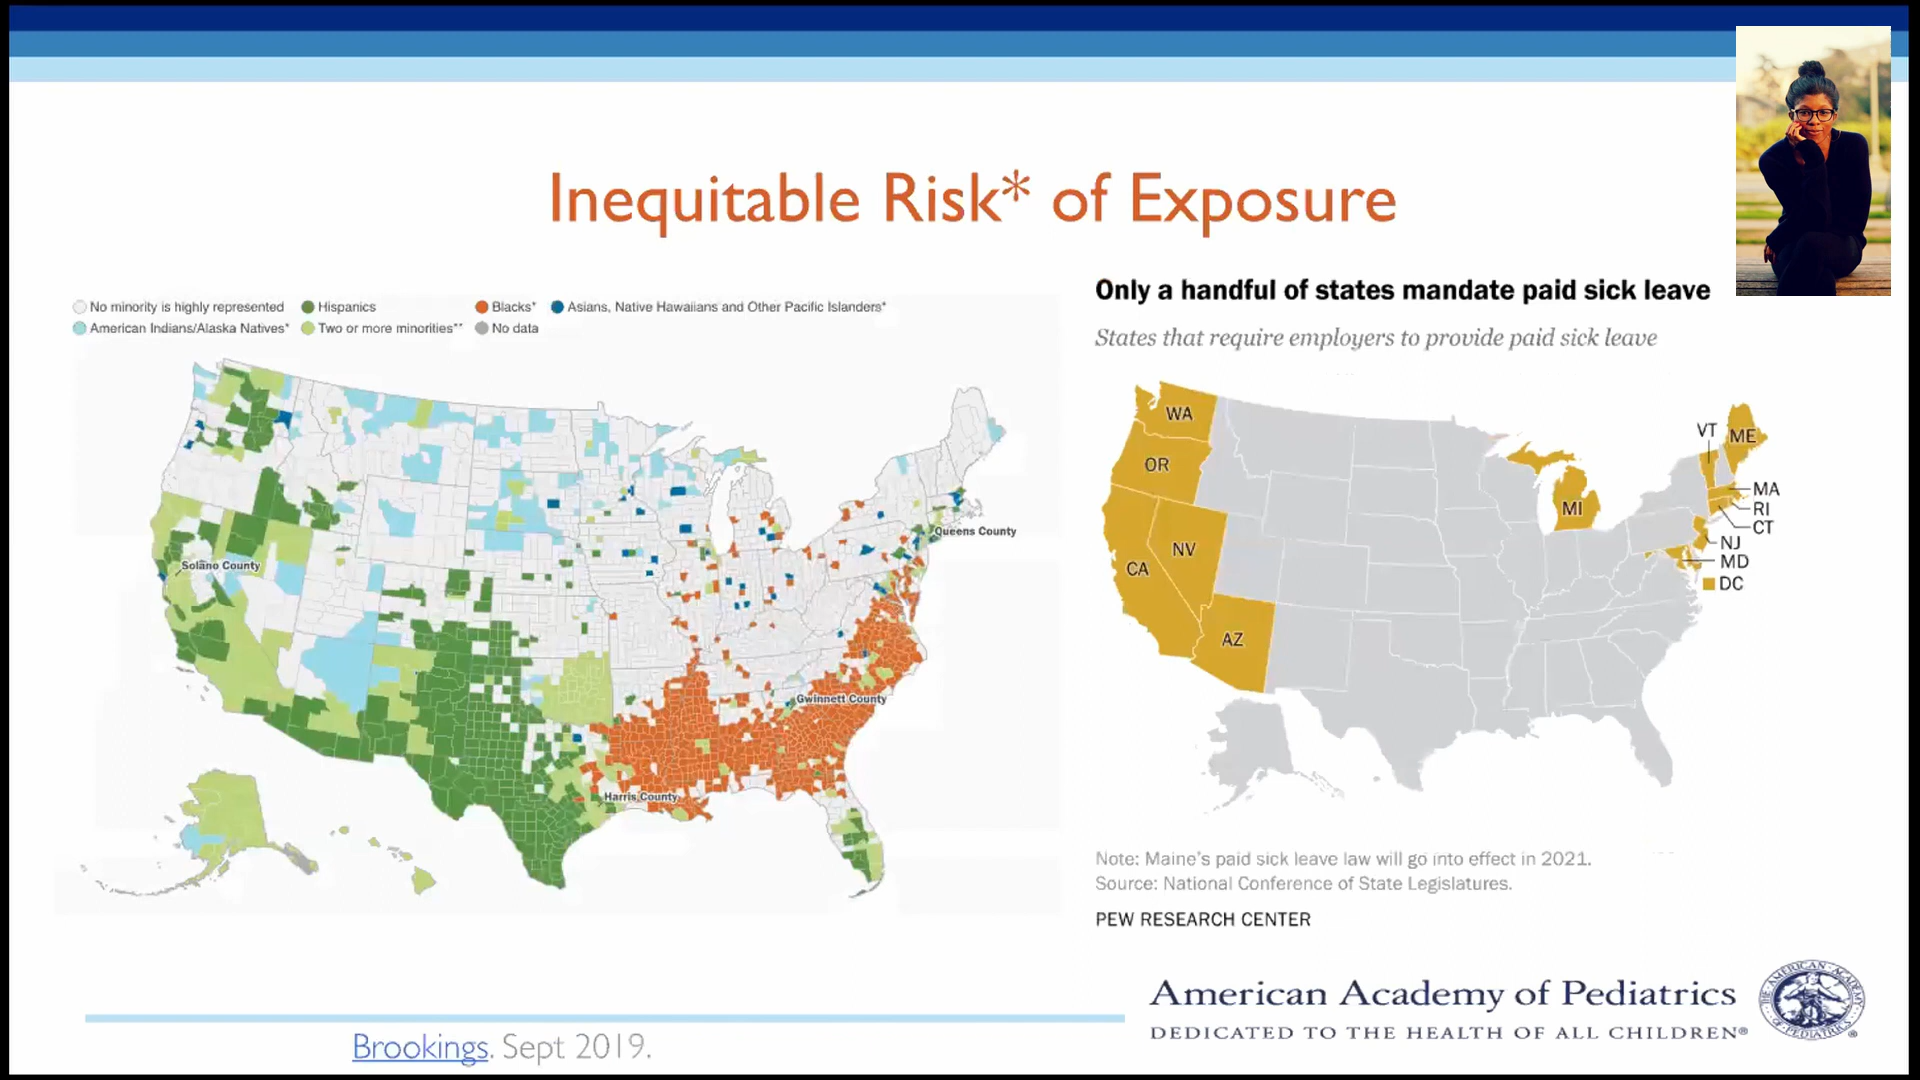 Inequitable Risk* of Exposure
No minority is highly represented
Hispanics
Blacks*
Asians, Native Hawaiians and Other Pacific Islanders*
American Indians/Alaska Natives*
Two or more minorities**
No data
Queens County
Solano County
Gwinnett County
Harris County
Only a handful of states mandate paid sick leave
States that require employers to provide paid sick leave
WA
OR
CA
NV
AZ
MI
VT
ME
MA
RI
CT
NJ
MD
DC
Note: Maine's paid sick leave law will go into effect in 2021.
Source: National Conference of State Legislatures.
PEW RESEARCH CENTER
American Academy of Pediatrics
DEDICATED TO THE HEALTH OF ALL CHILDREN®
Brookings. Sept 2019.